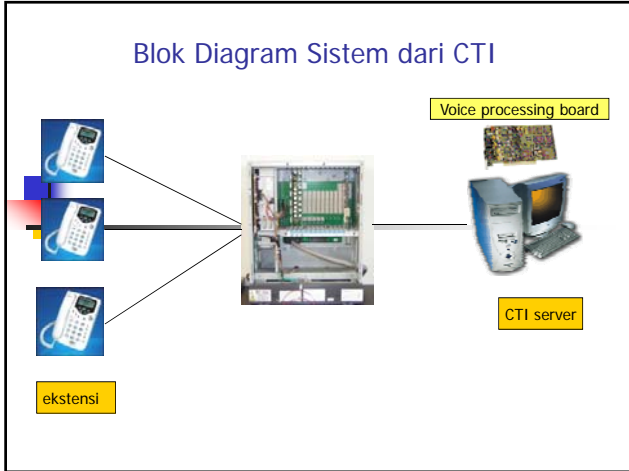 Blok Diagram Sistem dari CTI
Voice processing board
CTI server
ekstensi